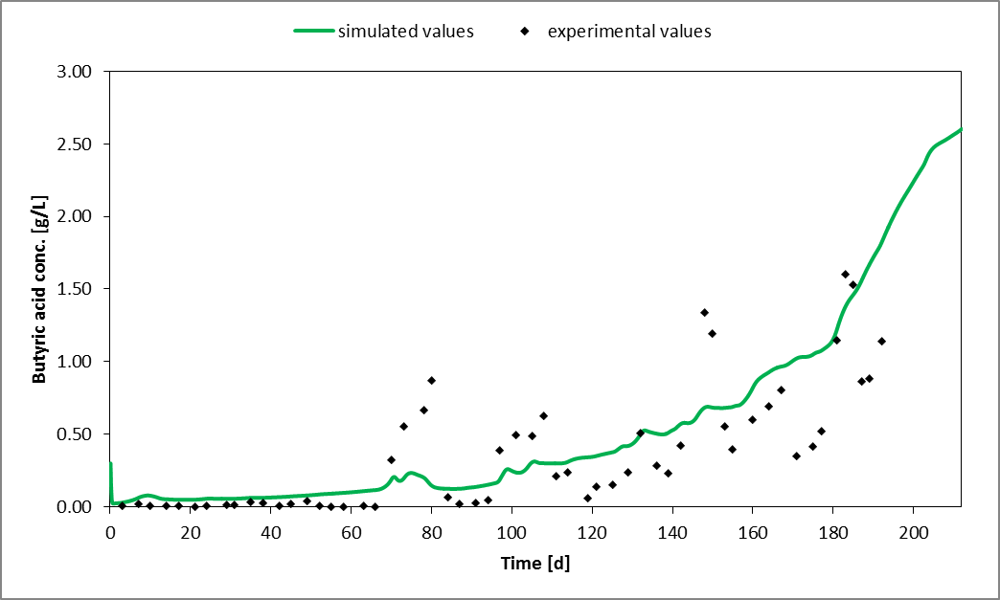 simulated values experimental values
3.00
2.50
2.00
1.50
1.00
0.50
0.00
Butyric acid conc. [g/L]
0 20 40 60 80 100 120 140 160 180 200
Time [d]